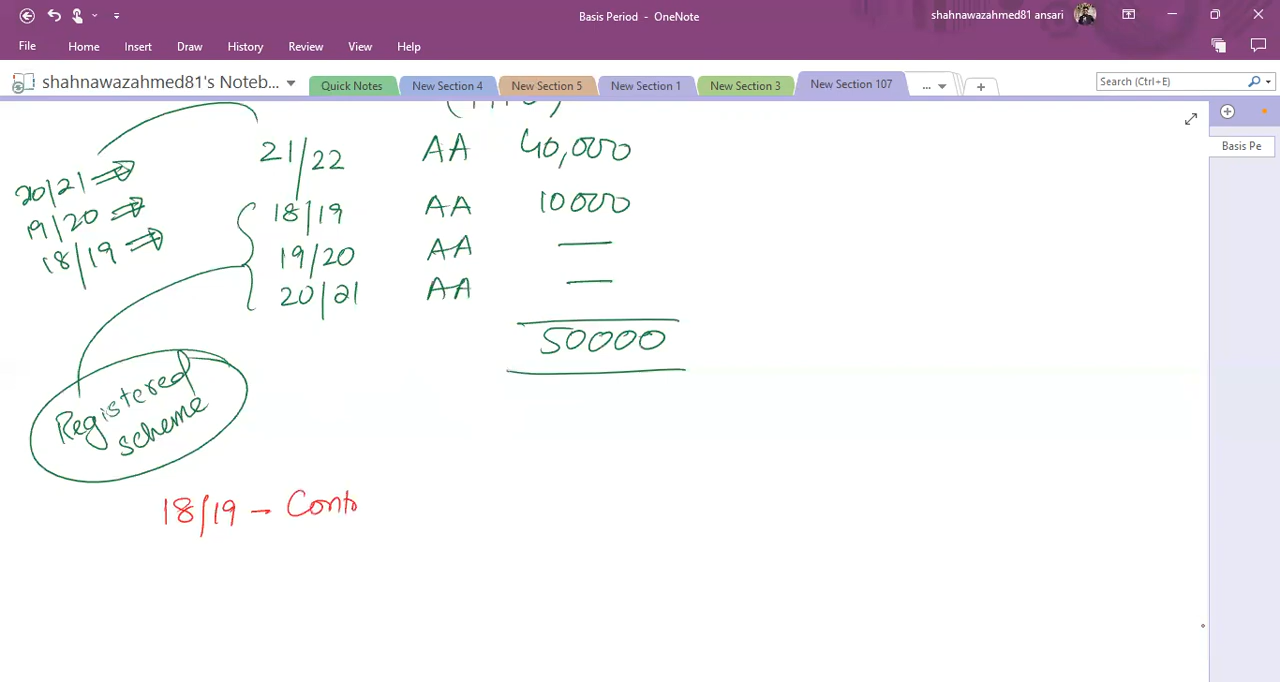 Basis Period - OneNote
shahnawazahmed81 ansari
File Home Insert Draw History Review View Help
shahnawazahmed81's Noteb...
Quick Notes New Section 4 New Section 5 New Section 1 New Section 3 New Section 107 ...
Search (Ctrl+E)
Basis Pe
21/22 AA 40,000
18/19 AA 10000
19/20 AA —
20/21 AA —
50000
20/21 ⇒
19/20 ⇒
18/19 ⇒
Registered
scheme
18/19 - Conto